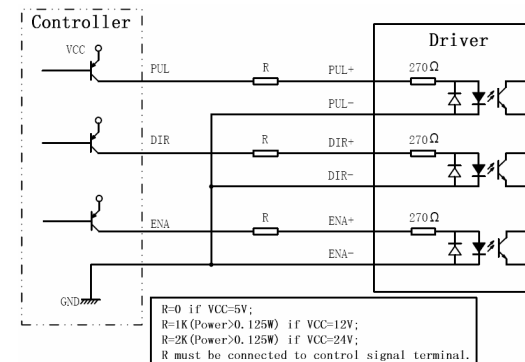 Controller
Driver
VCC
PUL
R
PUL+
270Ω
PUL-
DIR
R
DIR+
270Ω
DIR-
ENA
R
ENA+
270Ω
ENA-
GND
R=0 if VCC=5V;
R=1K(Power>0.125W) if VCC=12V;
R=2K(Power>0.125W) if VCC=24V;
R must be connected to control signal terminal.